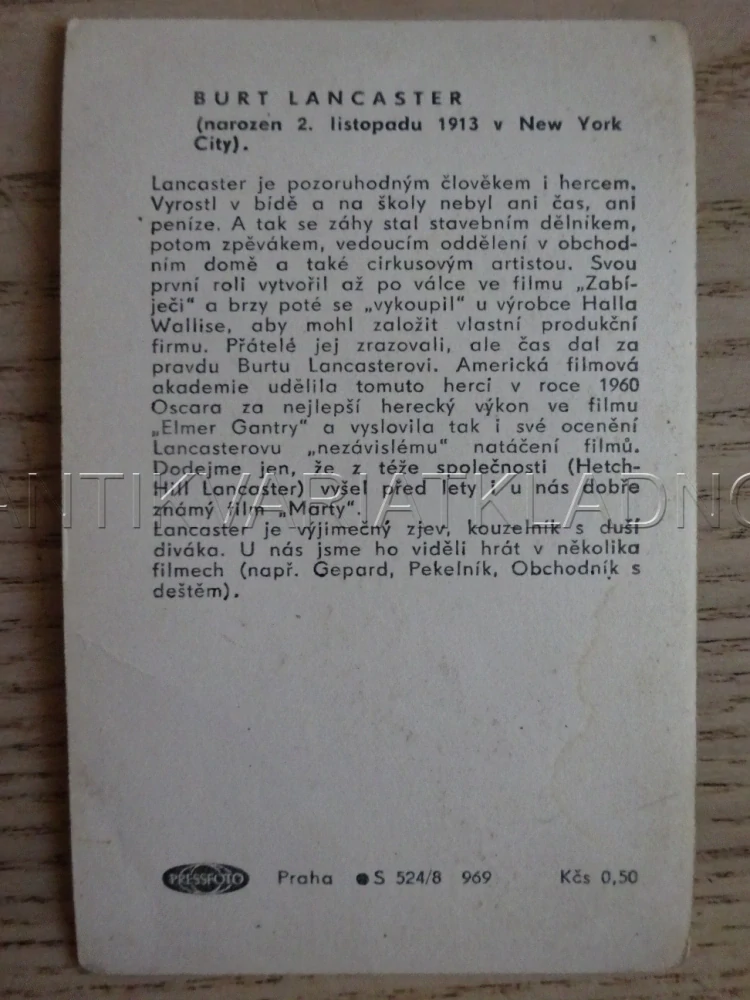 BURT LANCASTER
(narozen 2. listopadu 1913 v New York
City).
Lancaster je pozoruhodným člověkem i hercem.
Vyrostl v bídě a na školy nebyl ani čas, ani
peníze. A tak se záhy stal stavebním dělníkem,
potom zpěvákem, vedoucím oddělení v obchod-
ním domě a také cirkusovým artistou. Svou
první roli vytvořil až po válce ve filmu „Zabí-
ječi“ a brzy poté se „vykoupil“ u výrobce Halla
Wallise, aby mohl založit vlastní produkční
firmu. Přátelé jej zrazovali, ale čas dal za
pravdu Burtu Lancasterovi. Americká filmová
akademie udělila tomuto herci v roce 1960
Oscara za nejlepší herecký výkon ve filmu
„Elmer Gantry“ a vyslovila tak i své ocenění
Lancasterovu „nezávislému“ natáčení filmů.
Dodejme jen, že z téže společnosti (Hetch-
Hill Lancaster) vyšel před lety i u nás dobře
známý film „Marty“.
Lancaster je výjimečný zjev, kouzelník s duší
diváka. U nás jsme ho viděli hrát v několika
filmech (např. Gepard, Pekelník, Obchodník s
deštěm).
ANTIKVARIATKLADNO
PRESSFOTO Praha ●S 524/8 969 Kčs 0,50